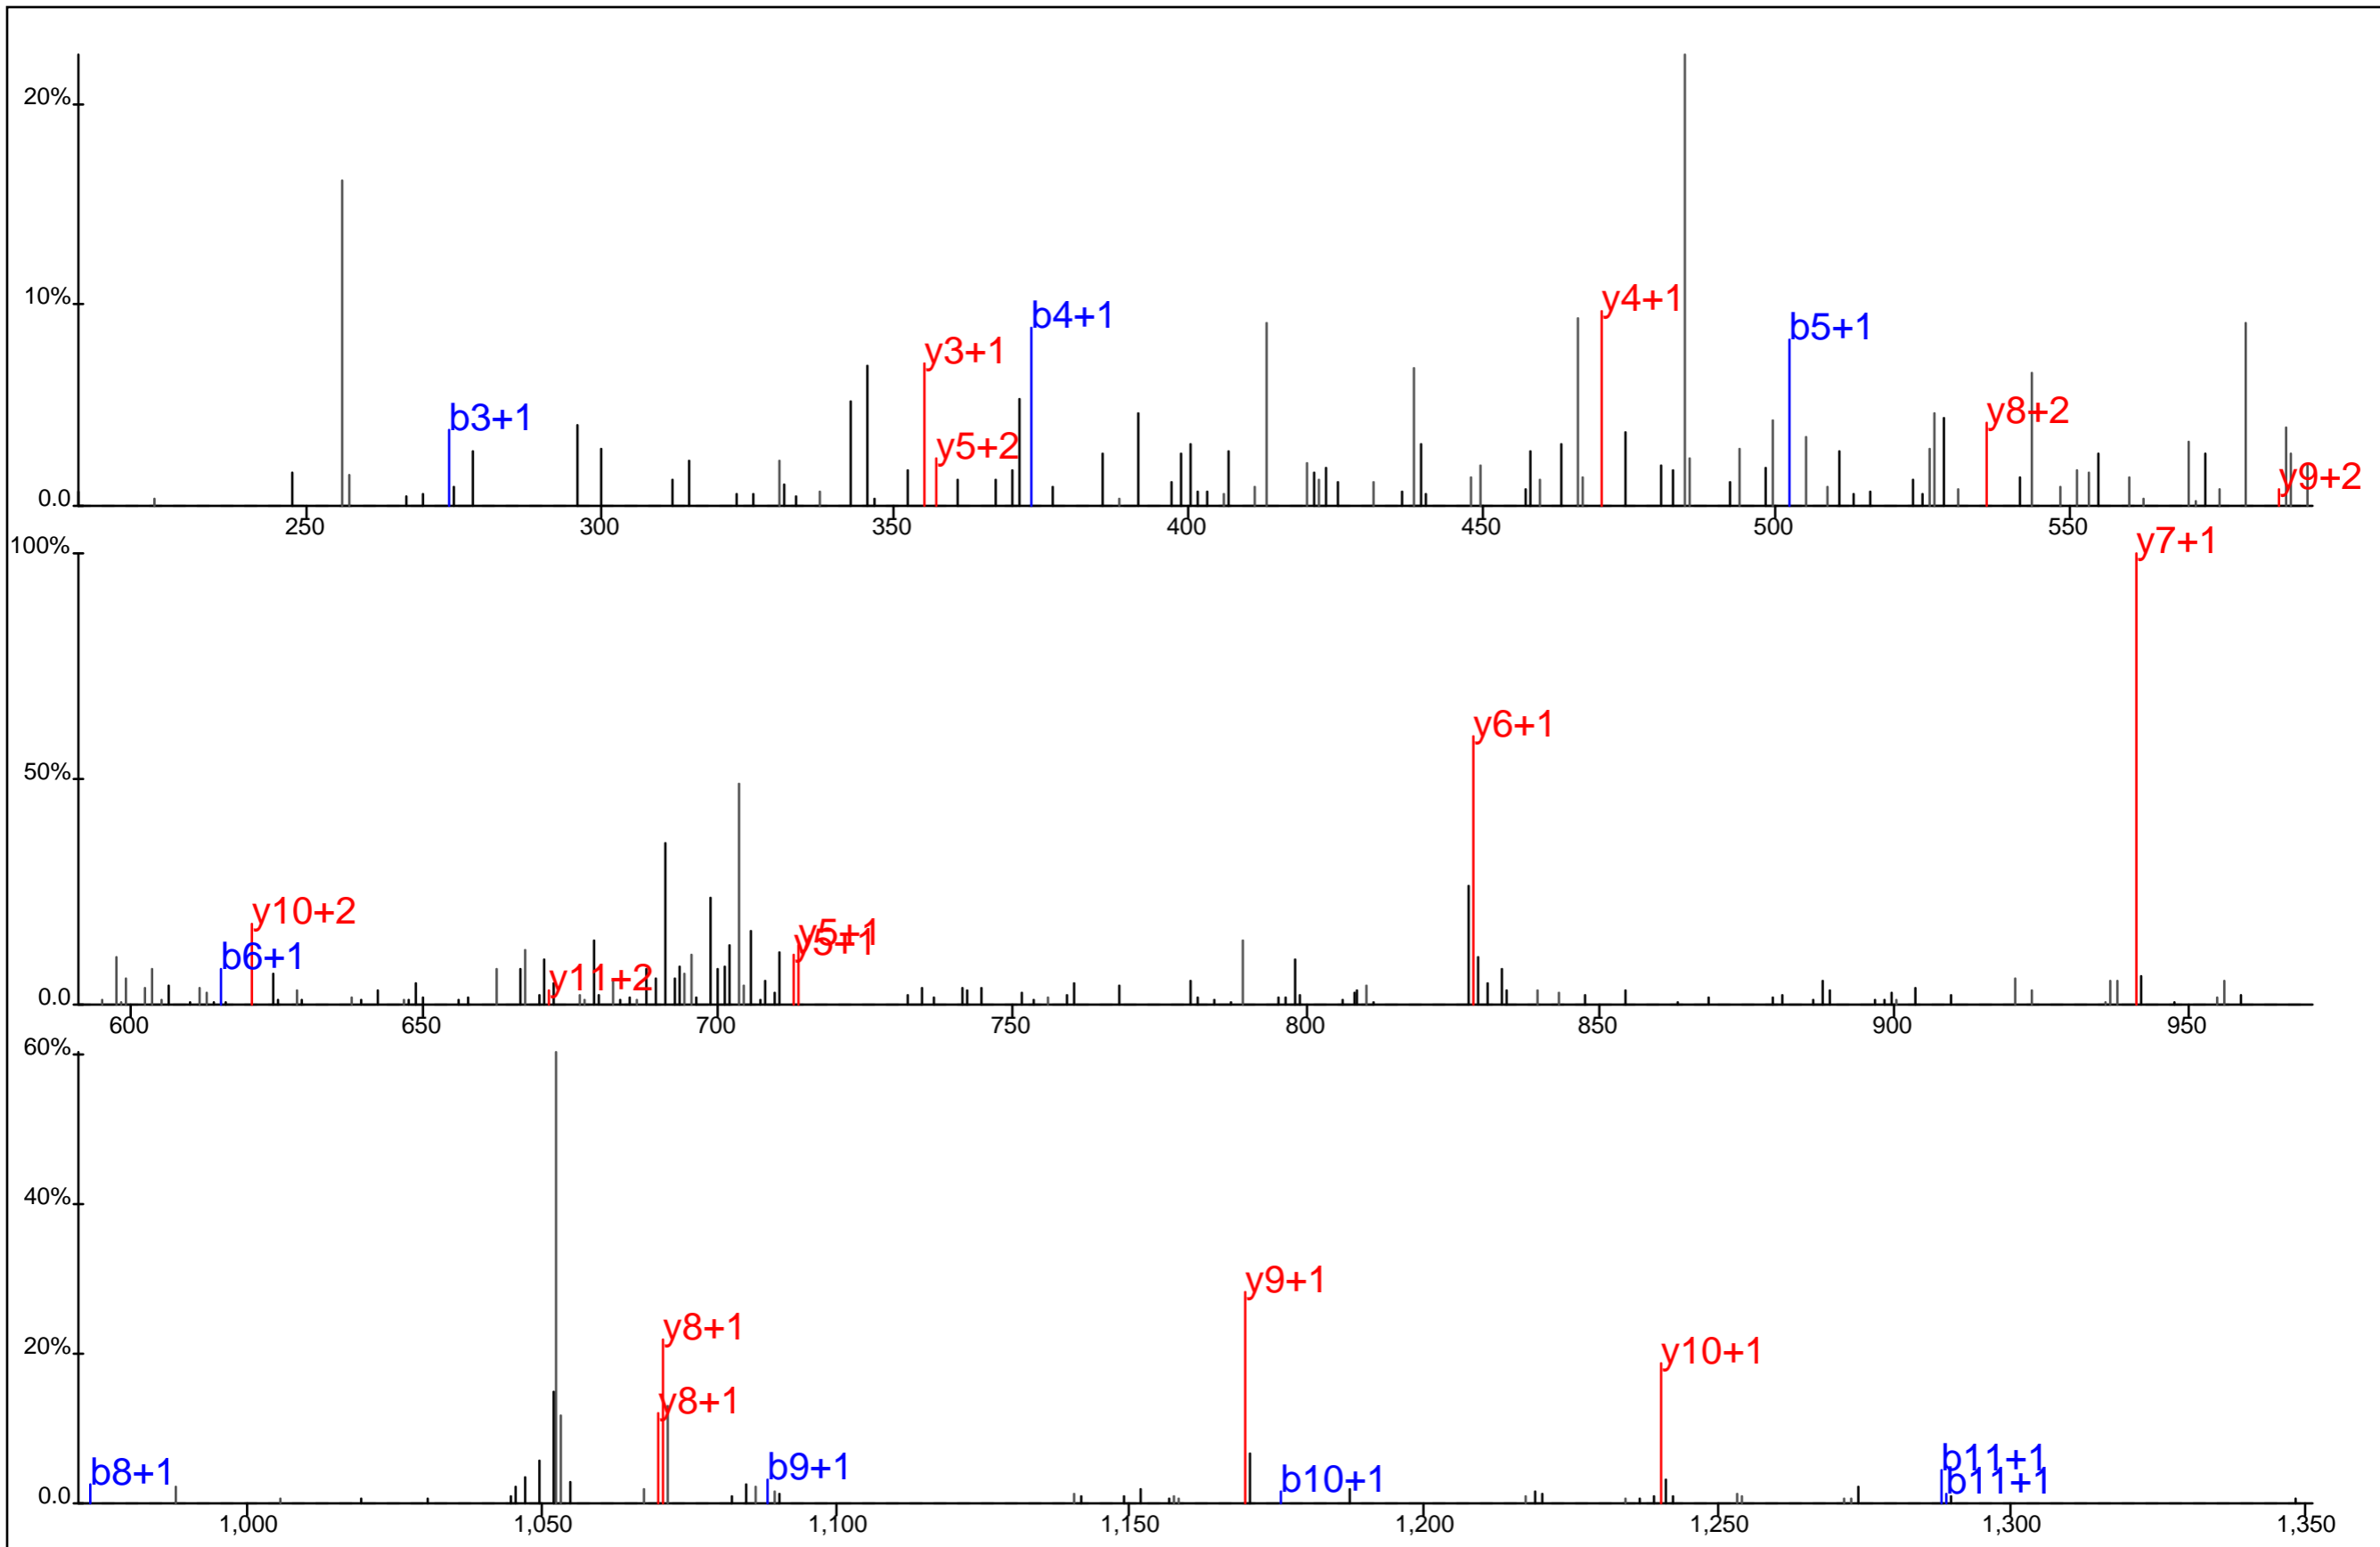 20%
10%
0.0
b3+1
y3+1
y5+2
b4+1
y4+1
b5+1
y8+2
y9+2
250 300 350 400 450 500 550
100%
50%
0.0
y10+2
b6+1
y11+2
y5+1
y5+1
y6+1
y7+1
600 650 700 750 800 850 900 950
60%
40%
20%
0.0
b8+1
y8+1
y8+1
b9+1
y9+1
b10+1
y10+1
b11+1
b11+1
1,000 1,050 1,100 1,150 1,200 1,250 1,300 1,350